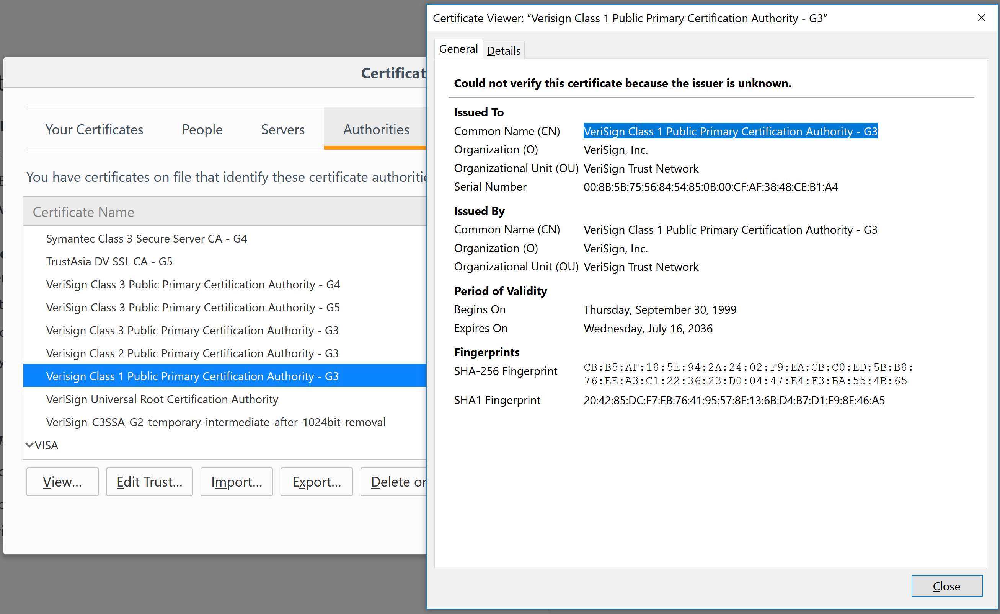 Certificate Viewer: “Verisign Class 1 Public Primary Certification Authority - G3”
General
Details
Could not verify this certificate because the issuer is unknown.
Issued To
Common Name (CN) VeriSign Class 1 Public Primary Certification Authority - G3
Organization (O) VeriSign, Inc.
Organizational Unit (OU) VeriSign Trust Network
Serial Number 00:8B:5B:75:56:84:54:85:0B:00:CF:AF:38:48:CE:B1:A4
Issued By
Common Name (CN) VeriSign Class 1 Public Primary Certification Authority - G3
Organization (O) VeriSign, Inc.
Organizational Unit (OU) VeriSign Trust Network
Period of Validity
Begins On Thursday, September 30, 1999
Expires On Wednesday, July 16, 2036
Fingerprints
SHA-256 Fingerprint CB:B5:AF:18:5E:94:2A:24:02:F9:EA:CB:C0:ED:5B:B8:
76:EE:A3:C1:22:36:23:D0:04:47:E4:F3:BA:55:4B:65
SHA1 Fingerprint 20:42:85:DC:F7:EB:76:41:95:57:8E:13:6B:D4:B7:D1:E9:8E:46:A5
Close
Certificat
Your Certificates People Servers Authorities
You have certificates on file that identify these certificate authoritie
Certificate Name
Symantec Class 3 Secure Server CA - G4
TrustAsia DV SSL CA - G5
VeriSign Class 3 Public Primary Certification Authority - G4
VeriSign Class 3 Public Primary Certification Authority - G5
Verisign Class 3 Public Primary Certification Authority - G3
Verisign Class 2 Public Primary Certification Authority - G3
Verisign Class 1 Public Primary Certification Authority - G3
VeriSign Universal Root Certification Authority
VeriSign-C3SSA-G2-temporary-intermediate-after-1024bit-removal
VISA
View... Edit Trust... Import... Export... Delete or